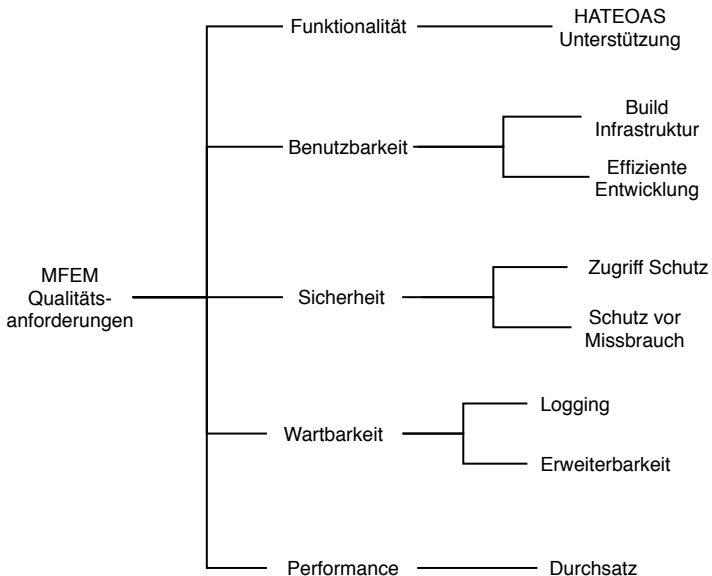 Funktionalität
HATEOAS
Unterstützung
Benutzbarkeit
Build
Infrastruktur
Effiziente
Entwicklung
MFEM
Qualitäts-
anforderungen
Sicherheit
Zugriff Schutz
Schutz vor
Missbrauch
Wartbarkeit
Logging
Erweiterbarkeit
Performance
Durchsatz